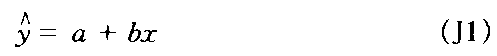 ŷ = a + bx (J1)